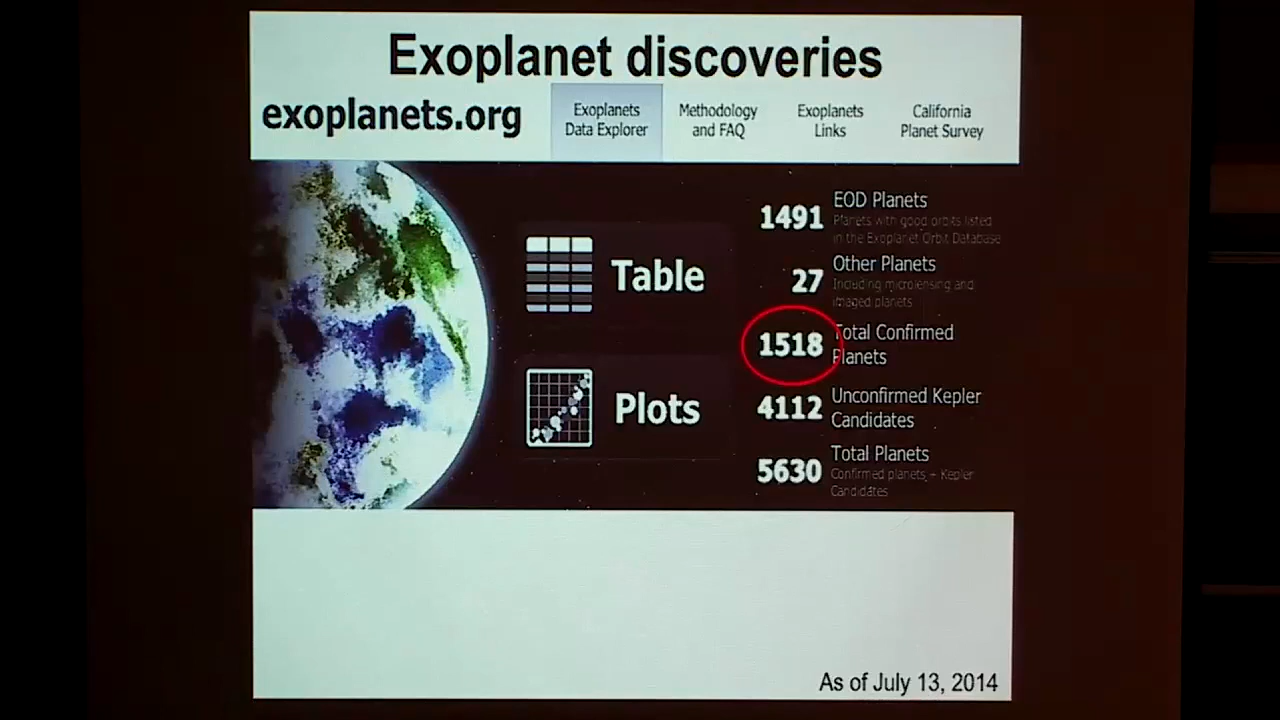 Exoplanet discoveries
exoplanets.org
Exoplanets
Data Explorer
Methodology
and FAQ
Exoplanets
Links
California
Planet Survey
Table
Plots
1491
EOD Planets
Planets with good orbits listed
in the Exoplanet Orbit Database
27
Other Planets
Including microlensing and
imaged planets
1518
Total Confirmed
Planets
4112
Unconfirmed Kepler
Candidates
5630
Total Planets
Confirmed planets + Kepler
Candidates
As of July 13, 2014